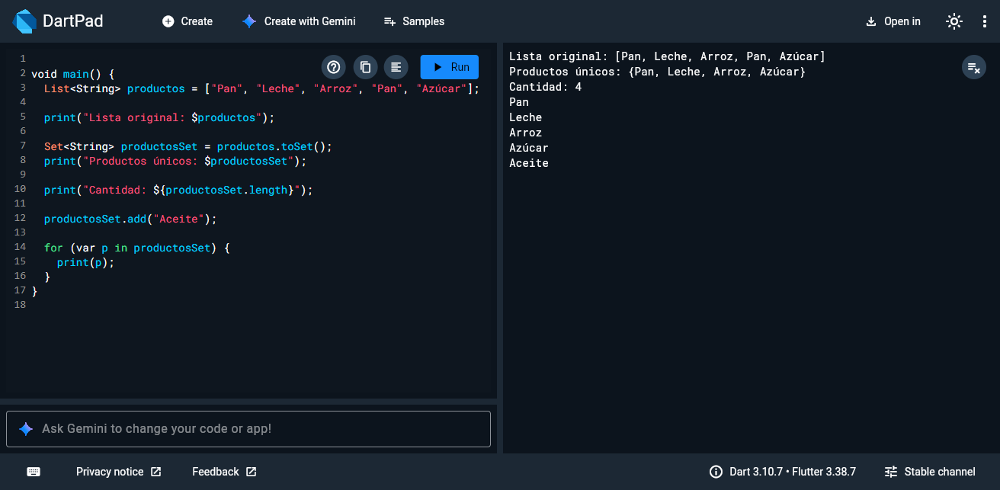 DartPad
Create
Create with Gemini
Samples
Open in
Run
1
2 void main() {
3   List<String> productos = ["Pan", "Leche", "Arroz", "Pan", "Azúcar"];
4
5   print("Lista original: $productos");
6
7   Set<String> productosSet = productos.toSet();
8   print("Productos únicos: $productosSet");
9
10   print("Cantidad: ${productosSet.length}");
11
12   productosSet.add("Aceite");
13
14   for (var p in productosSet) {
15     print(p);
16   }
17 }
18
Ask Gemini to change your code or app!
Lista original: [Pan, Leche, Arroz, Pan, Azúcar]
Productos únicos: {Pan, Leche, Arroz, Azúcar}
Cantidad: 4
Pan
Leche
Arroz
Azúcar
Aceite
Privacy notice
Feedback
Dart 3.10.7 • Flutter 3.38.7
Stable channel